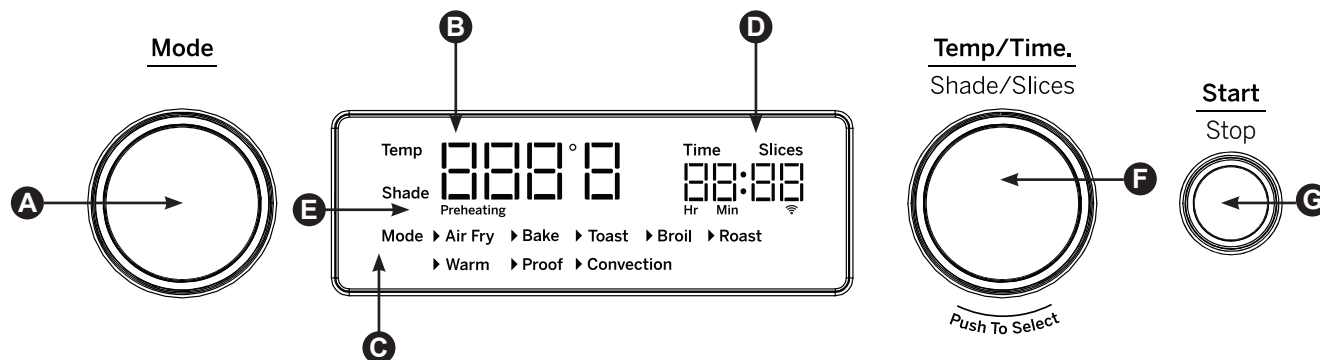 B
D
Mode
Temp/Time.
Shade/Slices
Start
Stop
Temp
888°8
Time Slices
88:88
Shade
Preheating
Hr Min
A
E
F
G
Mode Air Fry Bake Toast Broil Roast
Warm Proof Convection
Push To Select
C